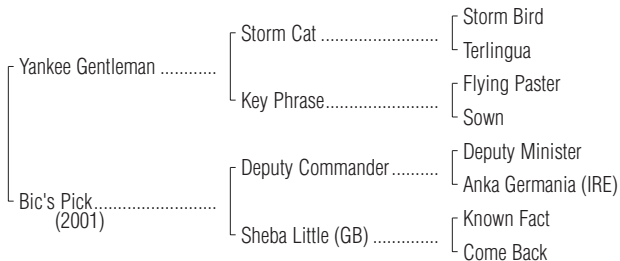 Storm Bird
Storm Cat ........................
Terlingua
Yankee Gentleman ............
Flying Paster
Key Phrase.......................
Sown
Deputy Minister
Deputy Commander..........
Anka Germania (IRE)
Bic's Pick.........................
(2001)
Known Fact
Sheba Little (GB) ..............
Come Back